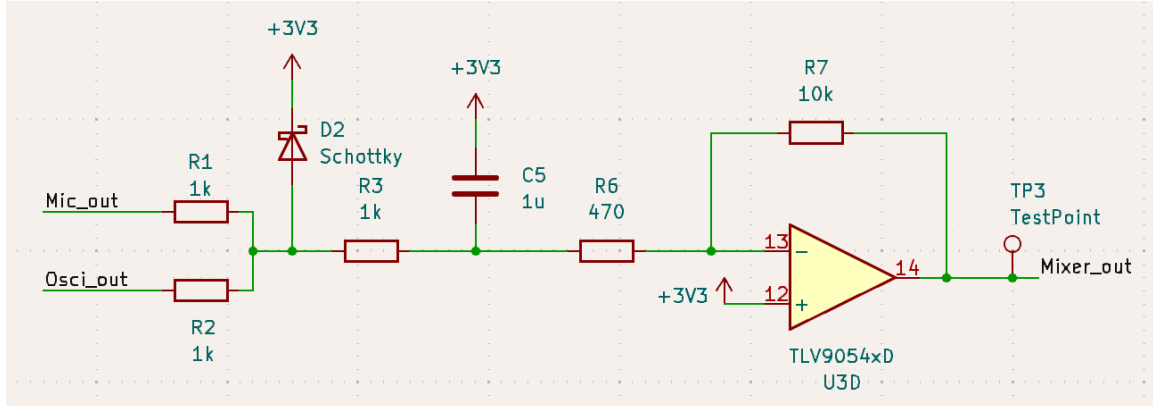 +3V3
+3V3
R7
10k
D2
Schottky
R1
1k
R3
1k
C5
1u
R6
470
TP3
TestPoint
Mic_out
13
−
14
Mixer_out
Osci_out
+3V3
12
+
R2
1k
TLV9054xD
U3D